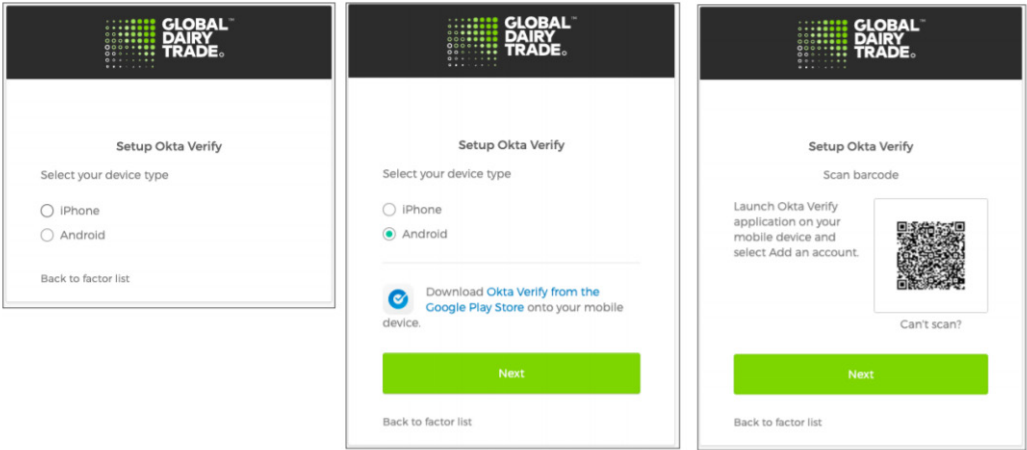 GLOBAL™
DAIRY
TRADE
Setup Okta Verify
Select your device type
iPhone
Android
Back to factor list
GLOBAL™
DAIRY
TRADE
Setup Okta Verify
Select your device type
iPhone
Android
Download Okta Verify from the
Google Play Store onto your mobile
device.
Next
Back to factor list
GLOBAL™
DAIRY
TRADE
Setup Okta Verify
Scan barcode
Launch Okta Verify
application on your
mobile device and
select Add an account.
Can't scan?
Next
Back to factor list